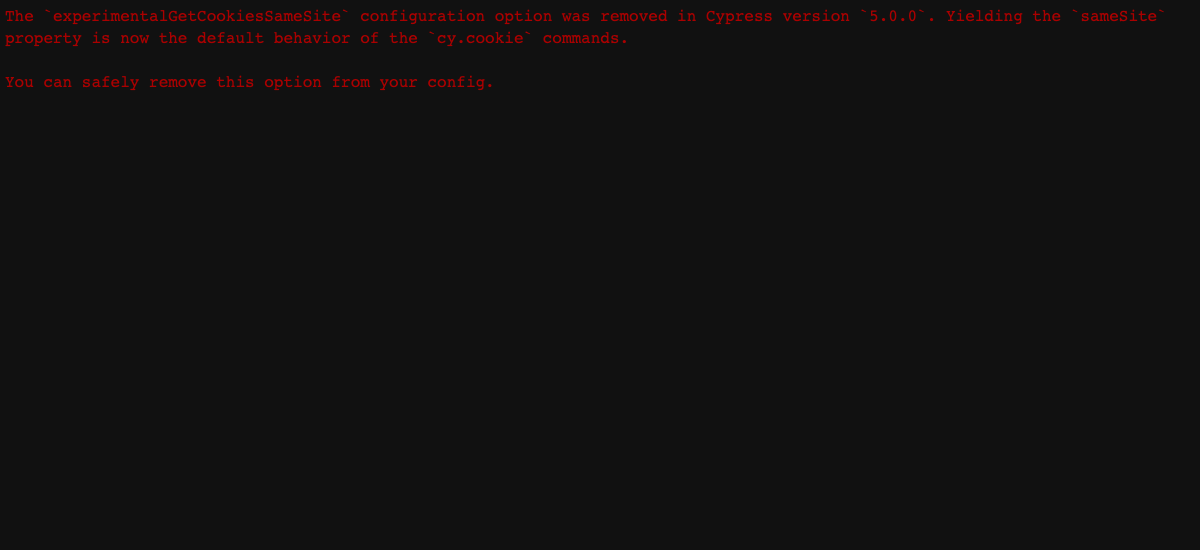 The `experimentalGetCookiesSameSite` configuration option was removed in Cypress version `5.0.0`. Yielding the `sameSite`
property is now the default behavior of the `cy.cookie` commands.
You can safely remove this option from your config.